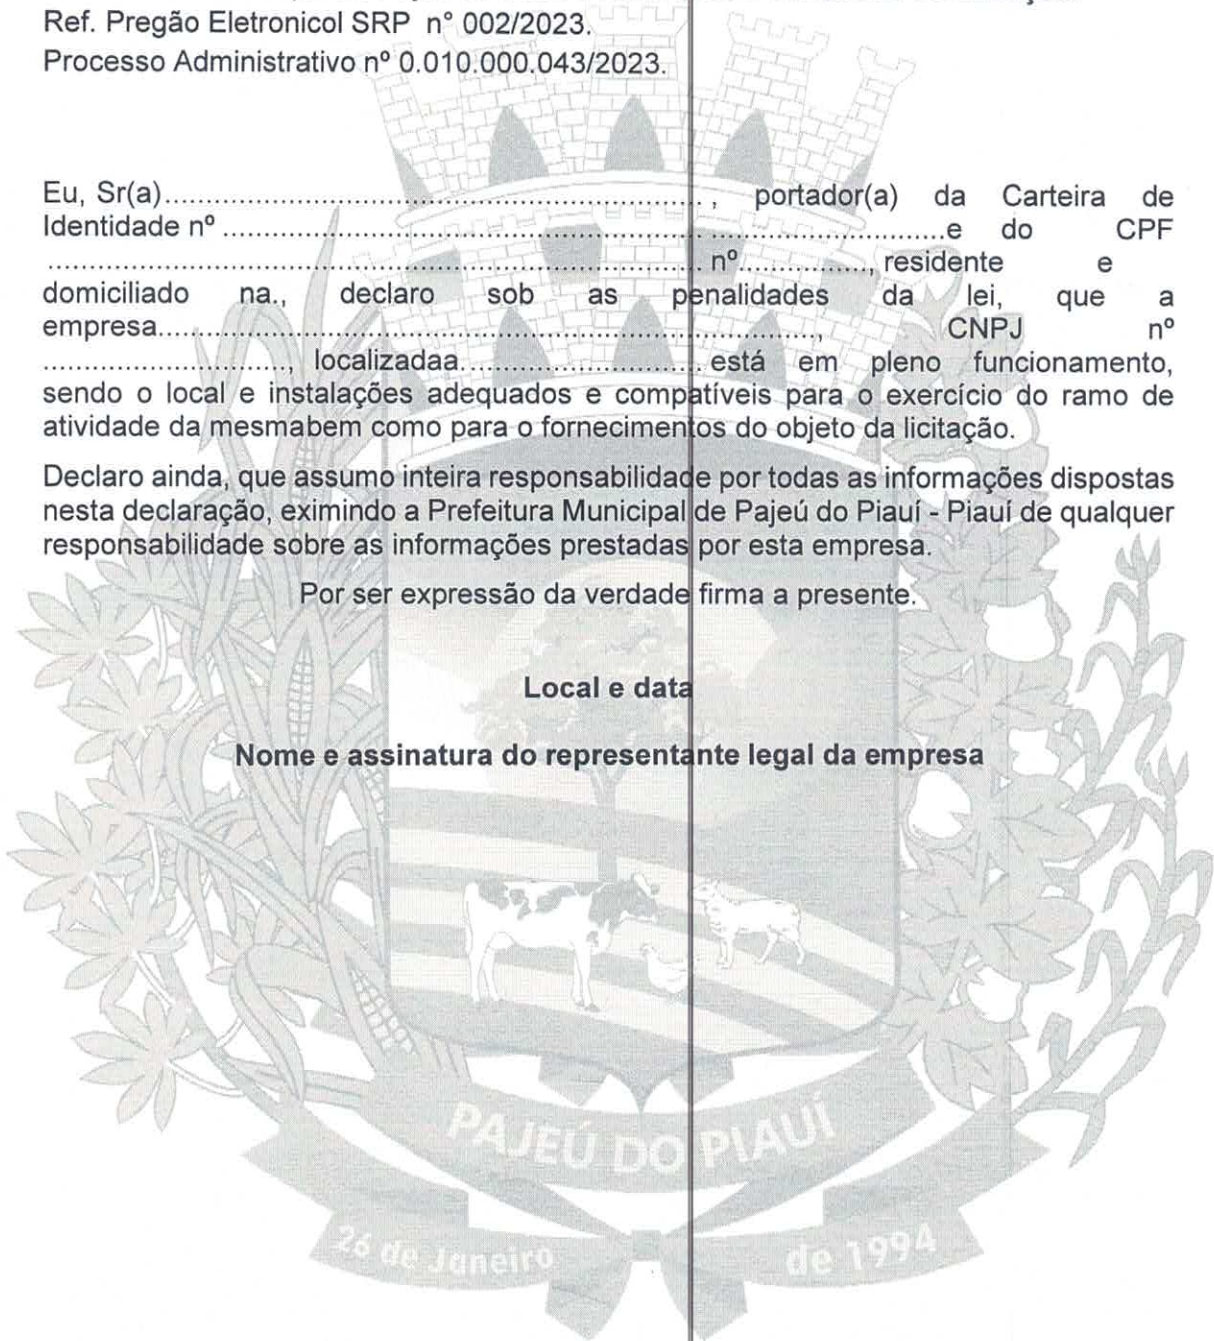 Ref. Pregão Eletronicol SRP n° 002/2023.
Processo Administrativo nº 0.010.000.043/2023.
Eu, Sr(a)................................................................. , portador(a) da Carteira de
Identidade nº .......................................................................................e do CPF
............................................................................... nº................, residente e
domiciliado na., declaro sob as penalidades da lei, que a
empresa................................................................................, CNPJ nº
............................., localizadaa............................. está em pleno funcionamento,
sendo o local e instalações adequados e compatíveis para o exercício do ramo de
atividade da mesmabem como para o fornecimentos do objeto da licitação.
Declaro ainda, que assumo inteira responsabilidade por todas as informações dispostas
nesta declaração, eximindo a Prefeitura Municipal de Pajeú do Piauí - Piauí de qualquer
responsabilidade sobre as informações prestadas por esta empresa.
Por ser expressão da verdade firma a presente.
Local e data
Nome e assinatura do representante legal da empresa
PAJEÚ DO PIAUÍ
26 de Janeiro de 1994